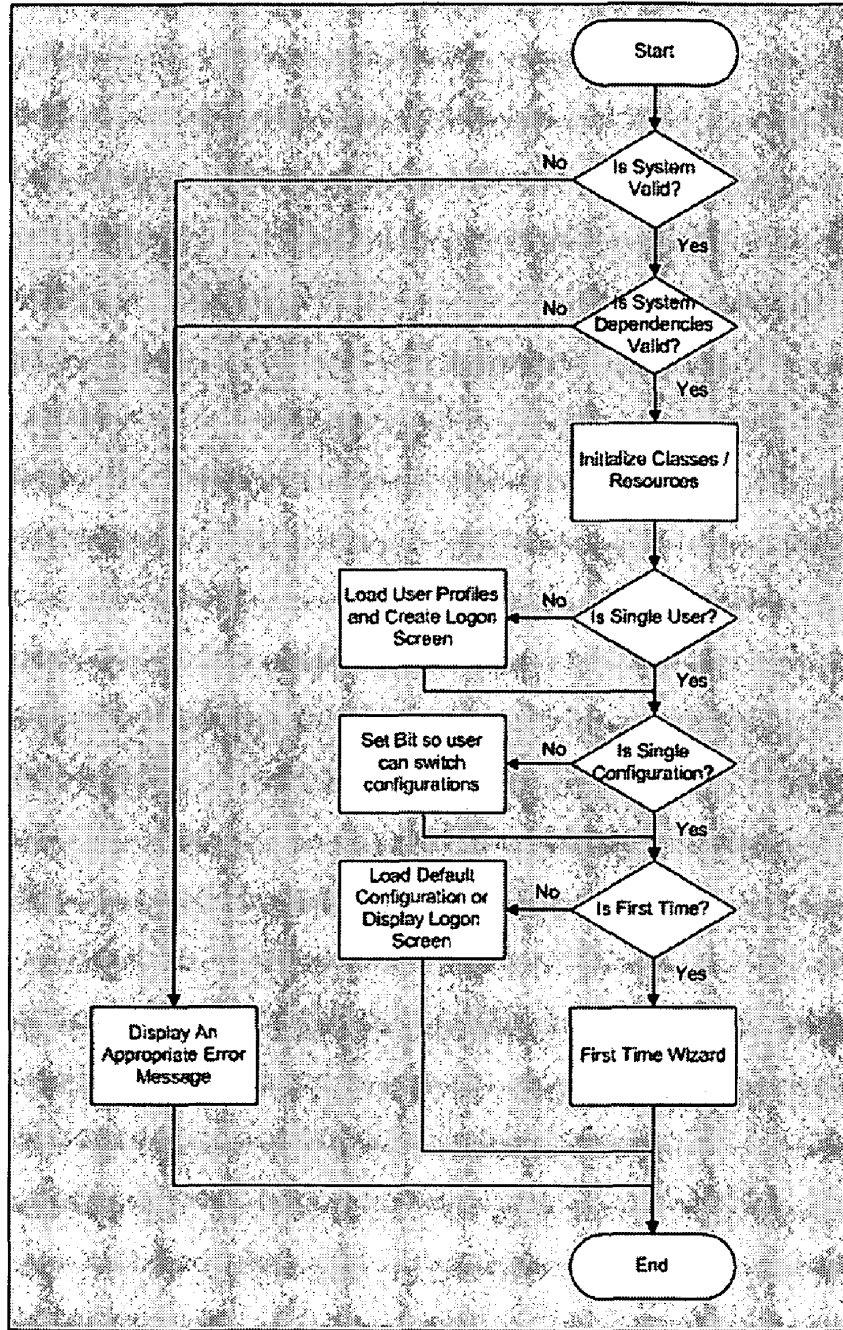 Start
No
Is System
Valid?
Yes
No
Is System
Dependencies
Valid?
Yes
Initialize Classes /
Resources
Load User Profiles
and Create Logon
Screen
No
Is Single User?
Yes
Set Bit so user
can switch
configurations
No
Is Single
Configuration?
Yes
Load Default
Configuration or
Display Logon
Screen
No
Is First Time?
Yes
Display An
Appropriate Error
Message
First Time Wizard
End